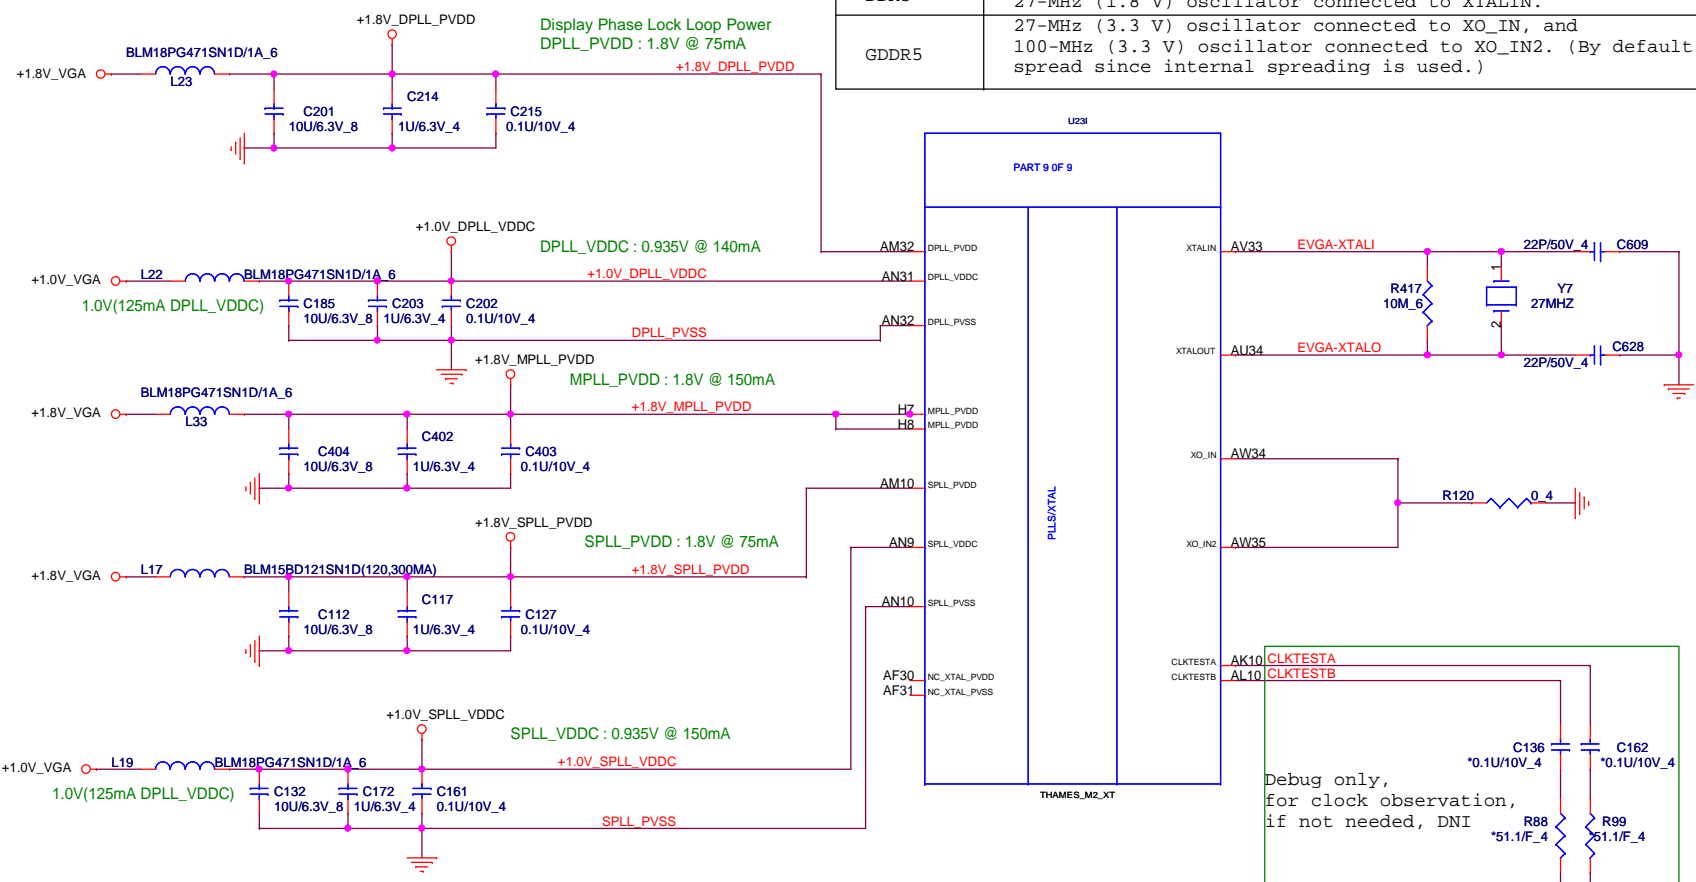 +1.8V_DPLL_PVDD
Display Phase Lock Loop Power
DPLL_PVDD : 1.8V @ 75mA
27-MHz (1.8 V) oscillator connected to XTALIN.
GDDR5
27-MHz (3.3 V) oscillator connected to XO_IN, and
100-MHz (3.3 V) oscillator connected to XO_IN2. (By default
spread since internal spreading is used.)
BLM18PG471SN1D/1A_6
+1.8V_VGA
L23
+1.8V_DPLL_PVDD
C201
10U/6.3V_8
C214
1U/6.3V_4
C215
0.1U/10V_4
U23I
PART 9 0F 9
+1.0V_DPLL_VDDC
DPLL_VDDC : 0.935V @ 140mA
+1.0V_VGA
L22
BLM18PG471SN1D/1A_6
+1.0V_DPLL_VDDC
1.0V(125mA DPLL_VDDC)
C185
10U/6.3V_8
C203
1U/6.3V_4
C202
0.1U/10V_4
DPLL_PVSS
AM32
DPLL_PVDD
AN31
DPLL_VDDC
AN32
DPLL_PVSS
XTALIN
AV33
EVGA-XTALI
22P/50V_4
C609
R417
10M_6
1
Y7
27MHZ
2
XTALOUT
AU34
EVGA-XTALO
22P/50V_4
C628
+1.8V_MPLL_PVDD
MPLL_PVDD : 1.8V @ 150mA
BLM18PG471SN1D/1A_6
+1.8V_VGA
L33
+1.8V_MPLL_PVDD
H7
MPLL_PVDD
H8
MPLL_PVDD
C404
10U/6.3V_8
C402
1U/6.3V_4
C403
0.1U/10V_4
XO_IN
AW34
AM10
SPLL_PVDD
PLLS/XTAL
R120
0_4
+1.8V_SPLL_PVDD
SPLL_PVDD : 1.8V @ 75mA
AN9
SPLL_VDDC
XO_IN2
AW35
+1.8V_VGA
L17
BLM15BD121SN1D(120,300MA)
+1.8V_SPLL_PVDD
C112
10U/6.3V_8
C117
1U/6.3V_4
C127
0.1U/10V_4
AN10
SPLL_PVSS
AF30
NC_XTAL_PVDD
AF31
NC_XTAL_PVSS
CLKTESTA
AK10
CLKTESTA
CLKTESTB
AL10
CLKTESTB
+1.0V_SPLL_VDDC
SPLL_VDDC : 0.935V @ 150mA
+1.0V_VGA
L19
BLM18PG471SN1D/1A_6
+1.0V_SPLL_VDDC
1.0V(125mA DPLL_VDDC)
C132
10U/6.3V_8
C172
1U/6.3V_4
C161
0.1U/10V_4
SPLL_PVSS
THAMES_M2_XT
C136
*0.1U/10V_4
C162
*0.1U/10V_4
Debug only,
for clock observation,
if not needed, DNI
R88
*51.1/F_4
R99
*51.1/F_4